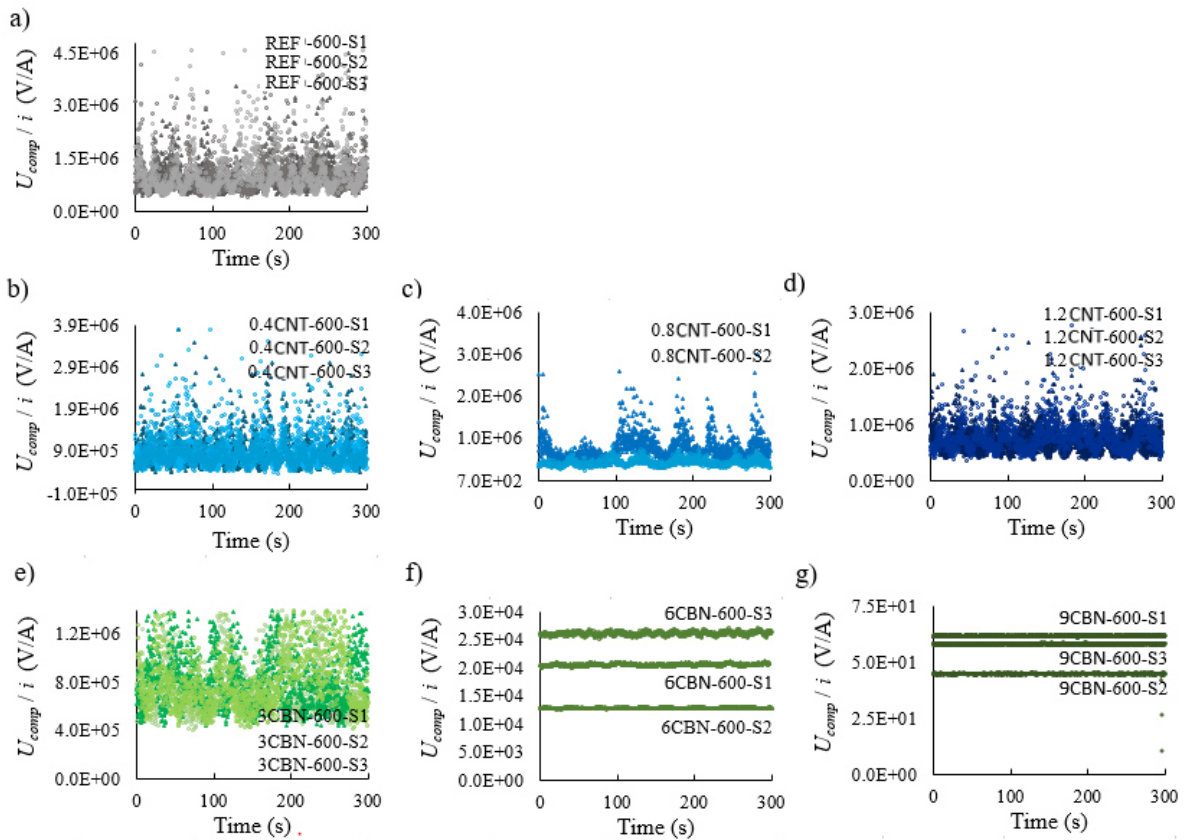 a)
U_comp / i (V/A)
4.5E+06
3.0E+06
1.5E+06
0.0E+00
REF -600-S1
REF -600-S2
REF -600-S3
0 100 200 300
Time (s)
b)
U_comp / i (V/A)
3.9E+06
2.9E+06
1.9E+06
9.0E+05
-1.0E+05
0.4CNT-600-S1
0.4CNT-600-S2
0.4CNT-600-S3
0 100 200 300
Time (s)
c)
U_comp / i (V/A)
4.0E+06
3.0E+06
2.0E+06
1.0E+06
7.0E+02
0.8CNT-600-S1
0.8CNT-600-S2
0 100 200 300
Time (s)
d)
U_comp / i (V/A)
3.0E+06
2.0E+06
1.0E+06
0.0E+00
1.2CNT-600-S1
1.2CNT-600-S2
1.2CNT-600-S3
0 100 200 300
Time (s)
e)
U_comp / i (V/A)
1.2E+06
8.0E+05
4.0E+05
0.0E+00
3CBN-600-S1
3CBN-600-S2
3CBN-600-S3
0 100 200 300
Time (s)
f)
U_comp / i (V/A)
3.0E+04
2.5E+04
2.0E+04
1.5E+04
1.0E+04
5.0E+03
0.0E+00
6CBN-600-S3
6CBN-600-S1
6CBN-600-S2
0 100 200 300
Time (s)
g)
U_comp / i (V/A)
7.5E+01
5.0E+01
2.5E+01
0.0E+00
9CBN-600-S1
9CBN-600-S3
9CBN-600-S2
0 100 200 300
Time (s)